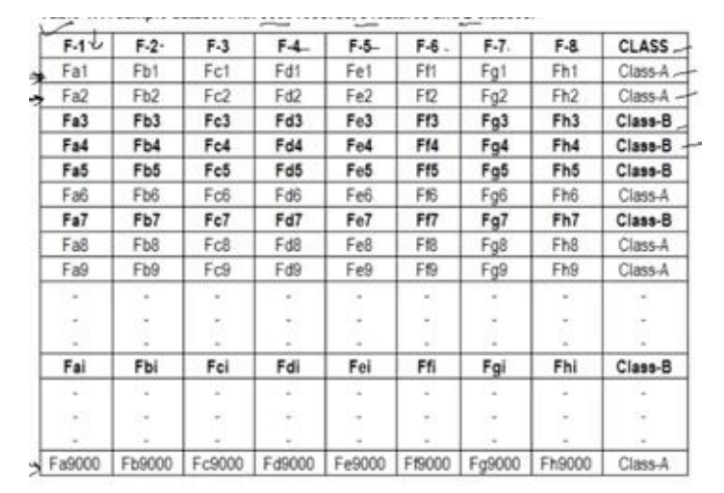 F-1 F-2 F-3 F-4 F-5 F-6 F-7 F-8 CLASS
Fa1 Fb1 Fc1 Fd1 Fe1 Ff1 Fg1 Fh1 Class-A
Fa2 Fb2 Fc2 Fd2 Fe2 Ff2 Fg2 Fh2 Class-A
Fa3 Fb3 Fc3 Fd3 Fe3 Ff3 Fg3 Fh3 Class-B
Fa4 Fb4 Fc4 Fd4 Fe4 Ff4 Fg4 Fh4 Class-B
Fa5 Fb5 Fc5 Fd5 Fe5 Ff5 Fg5 Fh5 Class-B
Fa6 Fb6 Fc6 Fd6 Fe6 Ff6 Fg6 Fh6 Class-A
Fa7 Fb7 Fc7 Fd7 Fe7 Ff7 Fg7 Fh7 Class-B
Fa8 Fb8 Fc8 Fd8 Fe8 Ff8 Fg8 Fh8 Class-A
Fa9 Fb9 Fc9 Fd9 Fe9 Ff9 Fg9 Fh9 Class-A
- - - - - - - - -
- - - - - - - - -
- - - - - - - - -
Fai Fbi Fci Fdi Fei Ffi Fgi Fhi Class-B
- - - - - - - - -
- - - - - - - - -
- - - - - - - - -
Fa9000 Fb9000 Fc9000 Fd9000 Fe9000 Ff9000 Fg9000 Fh9000 Class-A